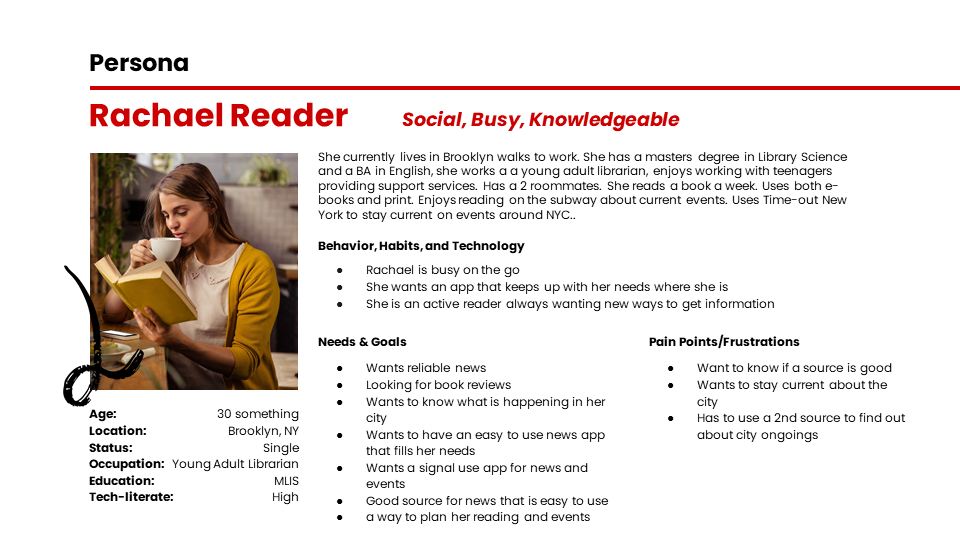 Persona
Rachael Reader
Social, Busy, Knowledgeable
She currently lives in Brooklyn walks to work. She has a masters degree in Library Science
and a BA in English, she works a a young adult librarian, enjoys working with teenagers
providing support services. Has a 2 roommates. She reads a book a week. Uses both e-
books and print. Enjoys reading on the subway about current events. Uses Time-out New
York to stay current on events around NYC..
Behavior, Habits, and Technology
● Rachael is busy on the go
● She wants an app that keeps up with her needs where she is
● She is an active reader always wanting new ways to get information
Needs & Goals
● Wants reliable news
● Looking for book reviews
● Wants to know what is happening in her
city
● Wants to have an easy to use news app
that fills her needs
● Wants a signal use app for news and
events
● Good source for news that is easy to use
● a way to plan her reading and events
Pain Points/Frustrations
● Want to know if a source is good
● Wants to stay current about the
city
● Has to use a 2nd source to find out
about city ongoings
Age: 30 something
Location: Brooklyn, NY
Status: Single
Occupation: Young Adult Librarian
Education: MLIS
Tech-literate: High